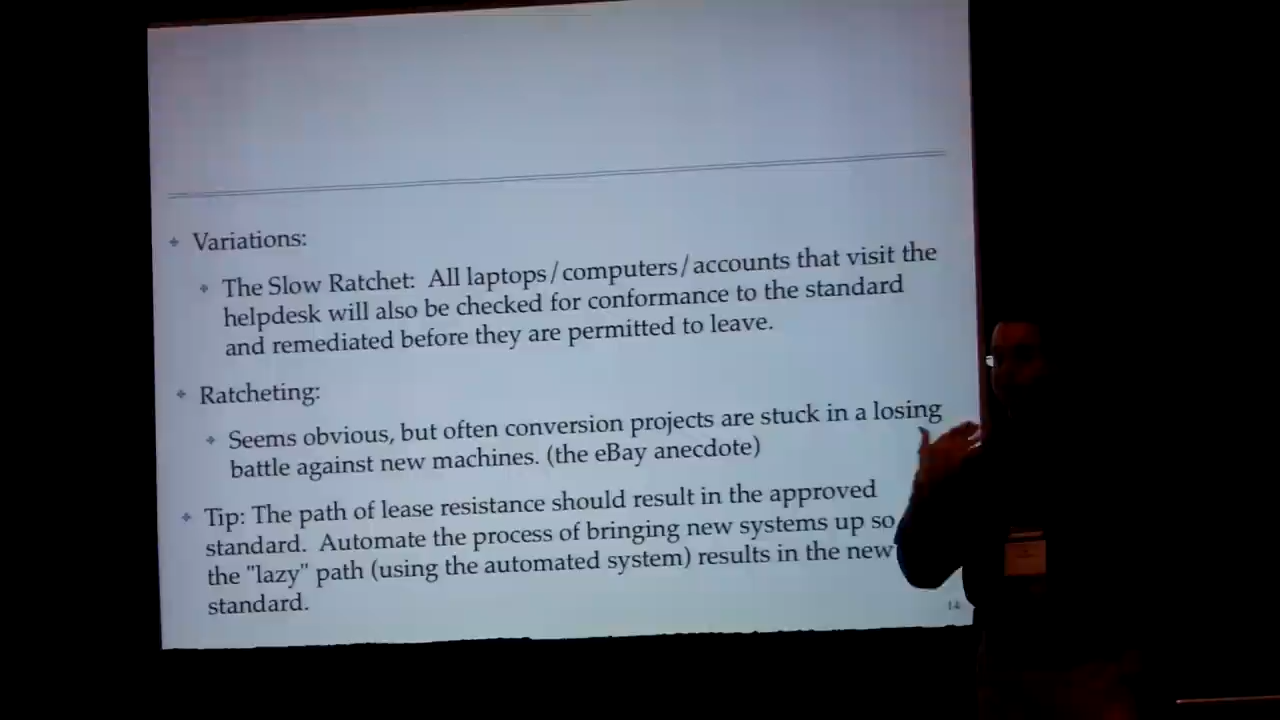 Variations:
The Slow Ratchet: All laptops/computers/accounts that visit the
helpdesk will also be checked for conformance to the standard
and remediated before they are permitted to leave.
Ratcheting:
Seems obvious, but often conversion projects are stuck in a losing
battle against new machines. (the eBay anecdote)
Tip: The path of lease resistance should result in the approved
standard. Automate the process of bringing new systems up so
the "lazy" path (using the automated system) results in the new
standard.
14